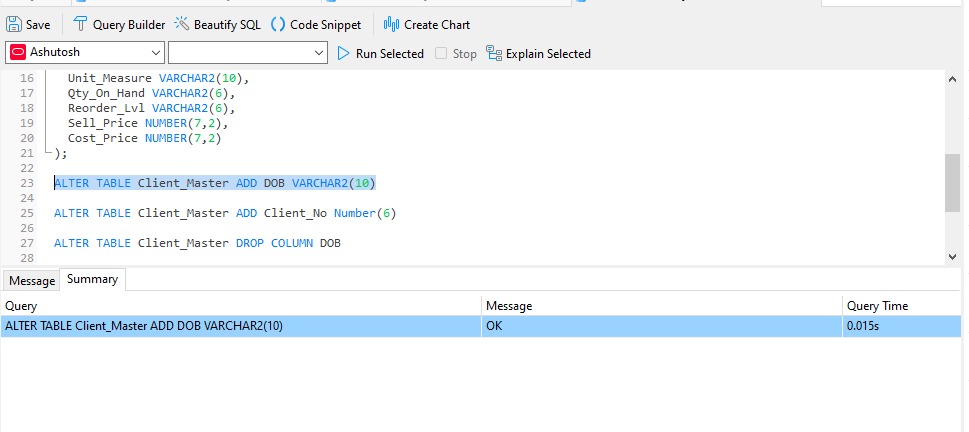 Save Query Builder Beautify SQL () Code Snippet Create Chart
Ashutosh Run Selected Stop Explain Selected
16 Unit_Measure VARCHAR2(10),
17 Qty_On_Hand VARCHAR2(6),
18 Reorder_Lvl VARCHAR2(6),
19 Sell_Price NUMBER(7,2),
20 Cost_Price NUMBER(7,2)
21 );
22
23 ALTER TABLE Client_Master ADD DOB VARCHAR2(10)
24
25 ALTER TABLE Client_Master ADD Client_No Number(6)
26
27 ALTER TABLE Client_Master DROP COLUMN DOB
28
Message Summary
Query Message Query Time
ALTER TABLE Client_Master ADD DOB VARCHAR2(10) OK 0.015s